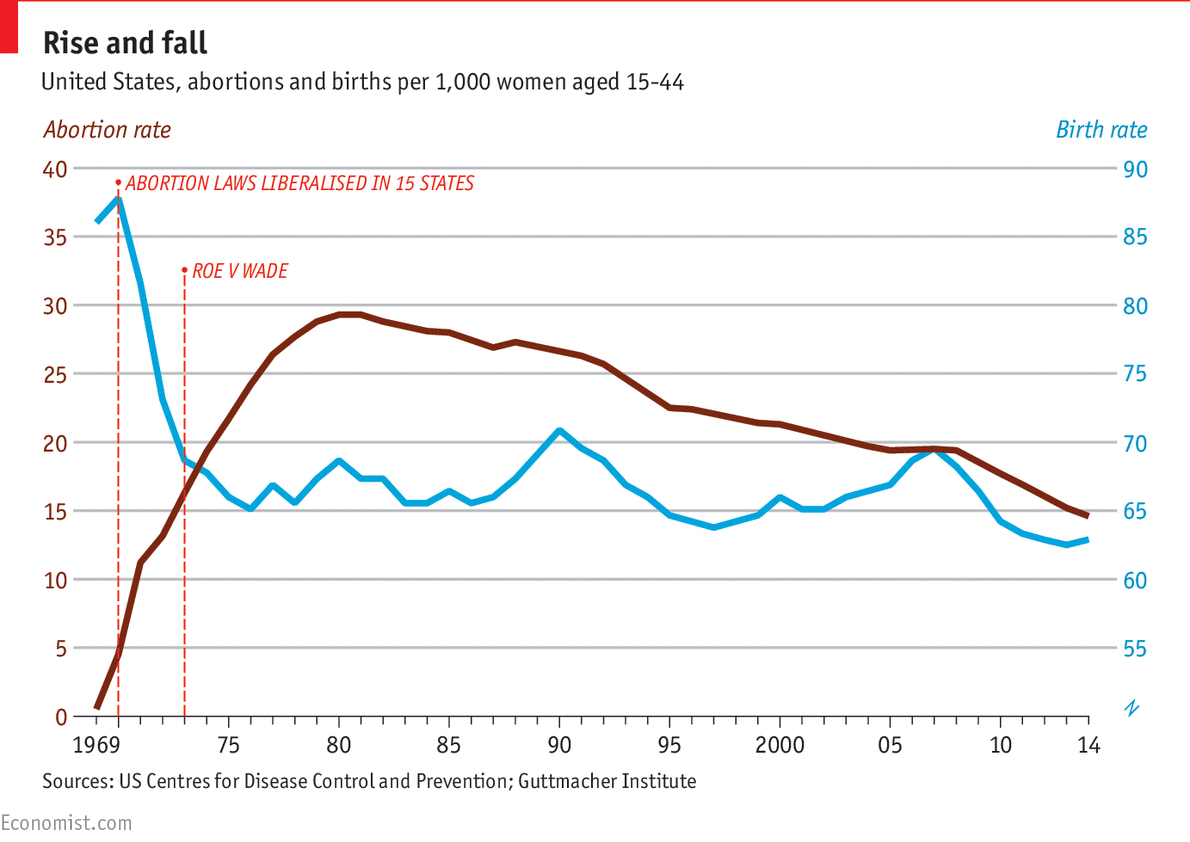 Rise and fall
United States, abortions and births per 1,000 women aged 15-44
Abortion rate
Birth rate
40
90
ABORTION LAWS LIBERALISED IN 15 STATES
35
85
ROE V WADE
30
80
25
75
20
70
15
65
10
60
5
55
0
1969 75 80 85 90 95 2000 05 10 14
Sources: US Centres for Disease Control and Prevention; Guttmacher Institute
Economist.com